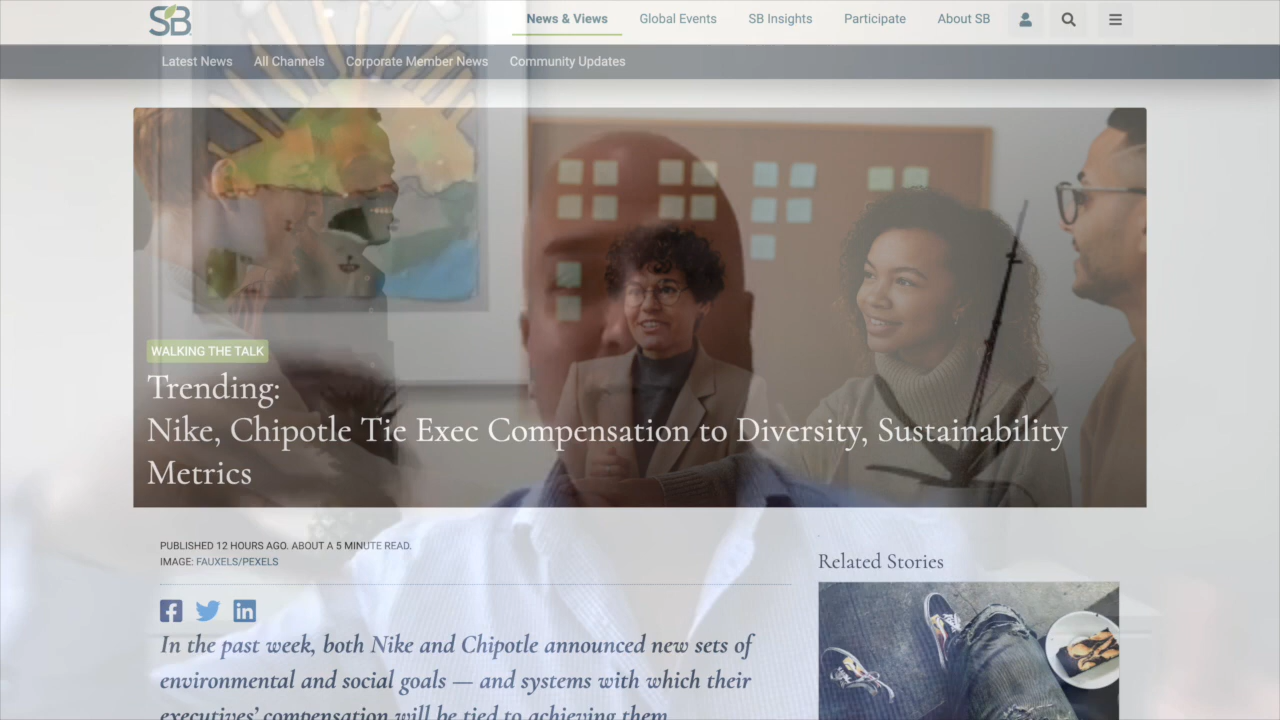 SB
News & Views
Global Events
SB Insights
Participate
About SB
Latest News
All Channels
Corporate Member News
Community Updates
WALKING THE TALK
Trending:
Nike, Chipotle Tie Exec Compensation to Diversity, Sustainability
Metrics
PUBLISHED 12 HOURS AGO. ABOUT A 5 MINUTE READ.
IMAGE: FAUXELS/PEXELS
Related Stories
In the past week, both Nike and Chipotle announced new sets of
environmental and social goals — and systems with which their
executives' compensation will be tied to achieving them